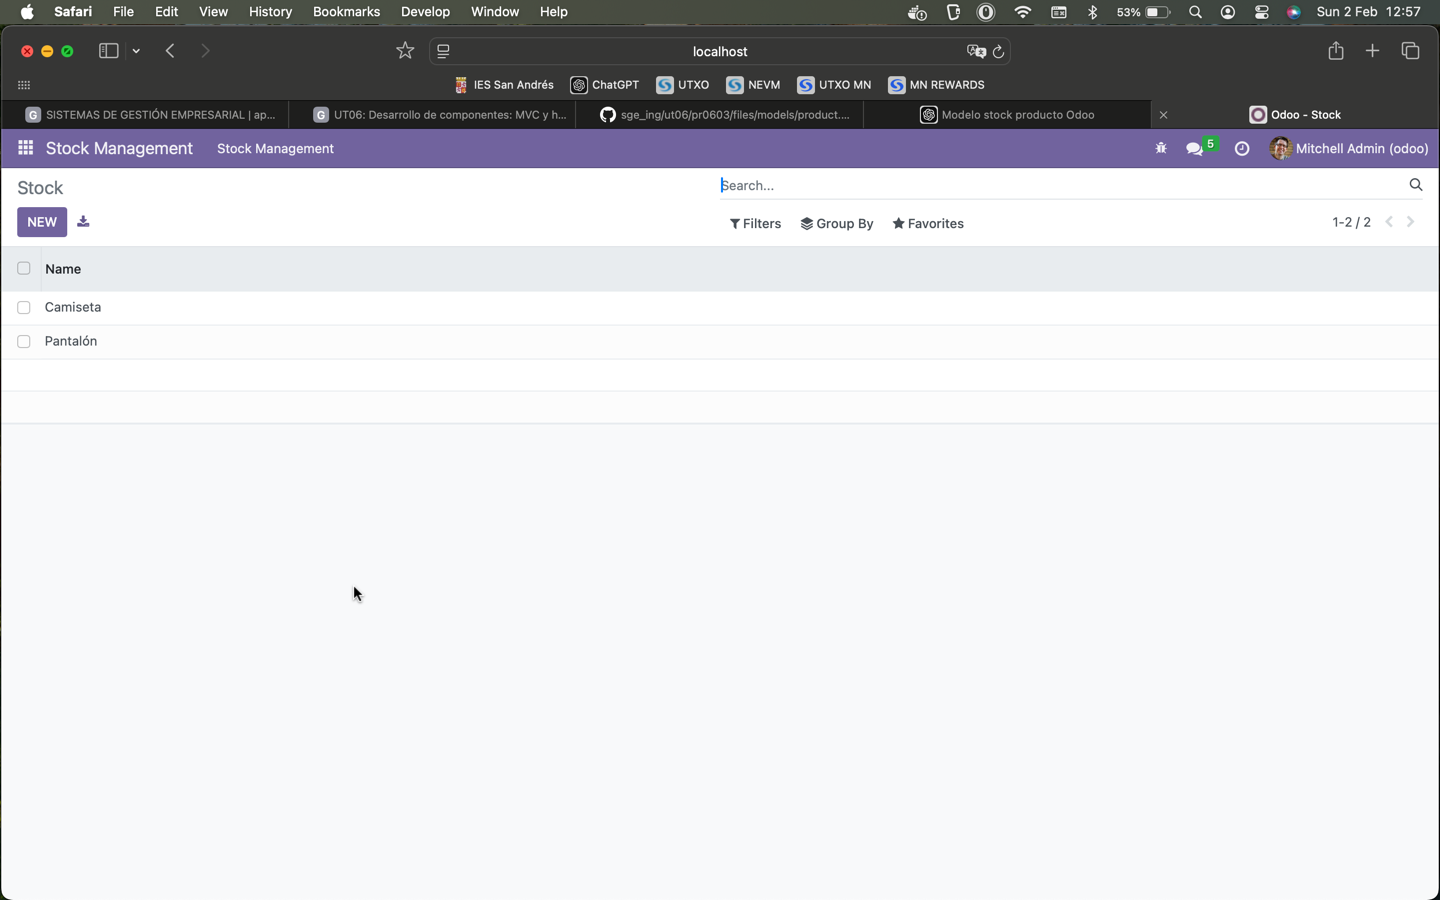 Safari File Edit View History Bookmarks Develop Window Help 53% Sun 2 Feb 12:57
localhost
IES San Andrés ChatGPT UTXO NEVM UTXO MN MN REWARDS
SISTEMAS DE GESTIÓN EMPRESARIAL | ap... UT06: Desarrollo de componentes: MVC y h... sge_ing/ut06/pr0603/files/models/product.... Modelo stock producto Odoo Odoo - Stock
Stock Management Stock Management 5 Mitchell Admin (odoo)
Stock Search...
NEW Filters Group By Favorites 1-2 / 2
Name
Camiseta
Pantalón